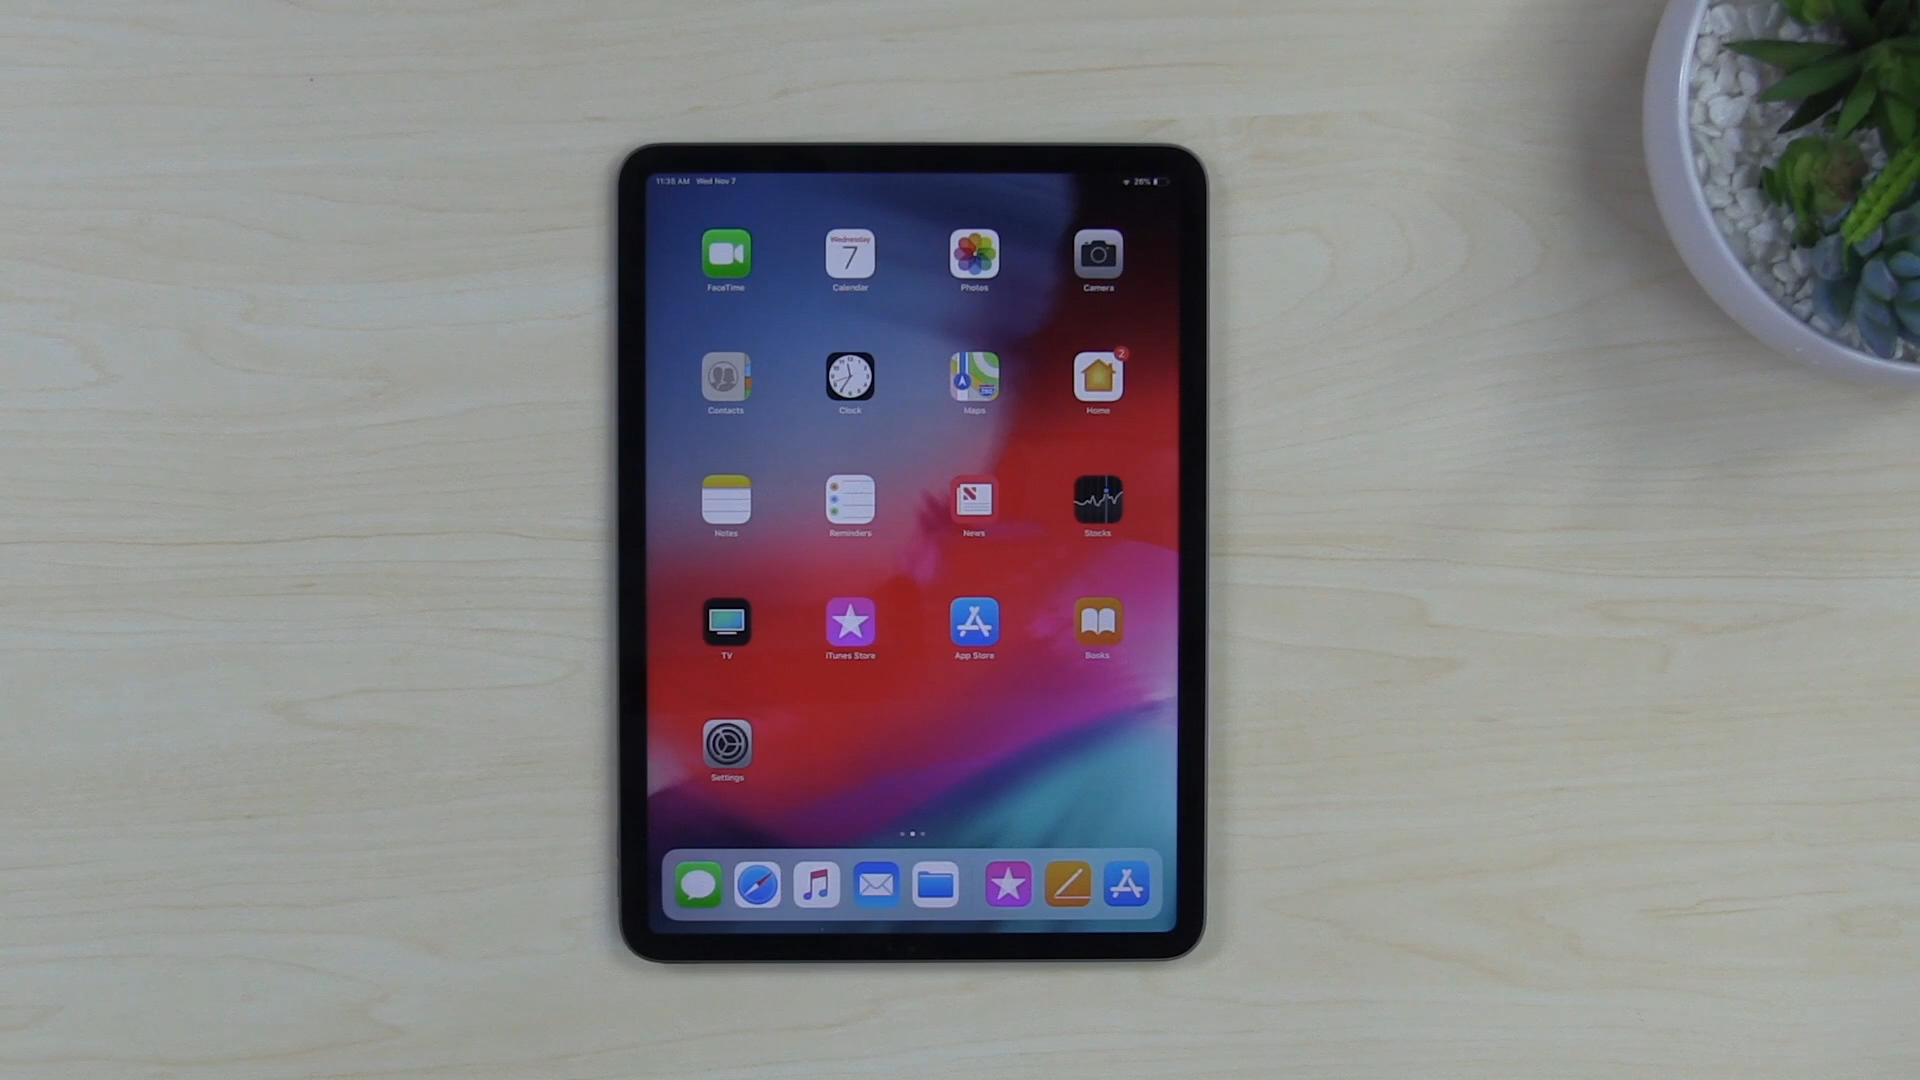 11:35 AM Wed Nov 7
26%
Wednesday
7
FaceTime
Calendar
Photos
Camera
2
Contacts
Clock
Maps
Home
Notes
Reminders
News
Stocks
TV
iTunes Store
App Store
Books
Settings